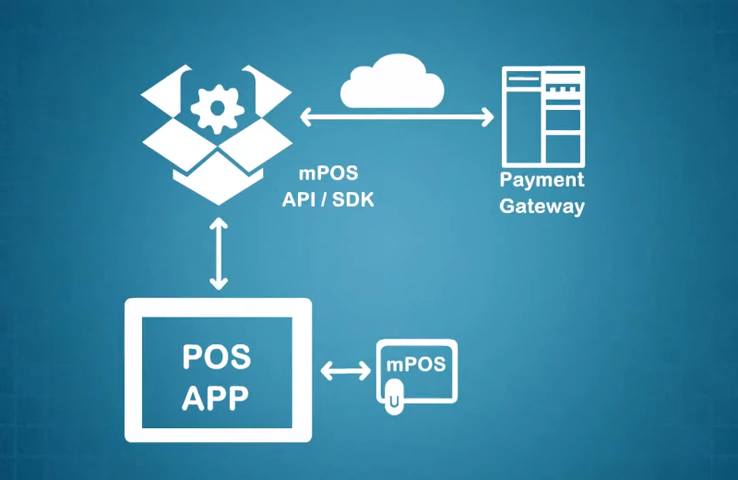 mPOS
API / SDK
Payment
Gateway
POS
APP
mPOS
U